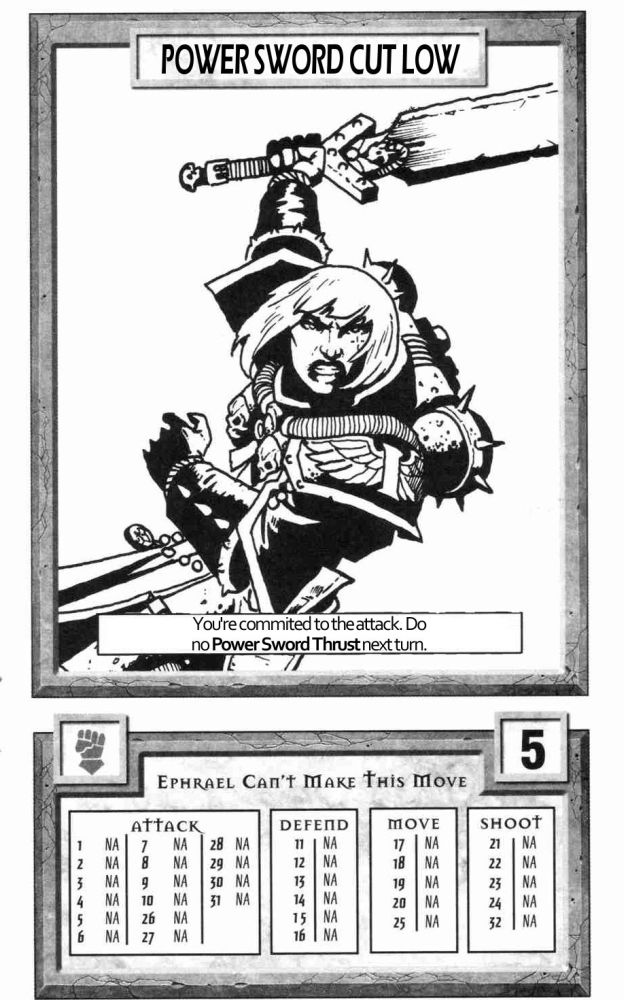 POWER SWORD CUT LOW
You're commited to the attack. Do
no Power Sword Thrust next turn.
5
Ephrael Can't Make This Move
ATTACK
1 NA 7 NA 28 NA
2 NA 8 NA 29 NA
3 NA 9 NA 30 NA
4 NA 10 NA 31 NA
5 NA 26 NA
6 NA 27 NA
DEFEND
11 NA
12 NA
13 NA
14 NA
15 NA
16 NA
MOVE
17 NA
18 NA
19 NA
20 NA
25 NA
SHOOT
21 NA
22 NA
23 NA
24 NA
32 NA